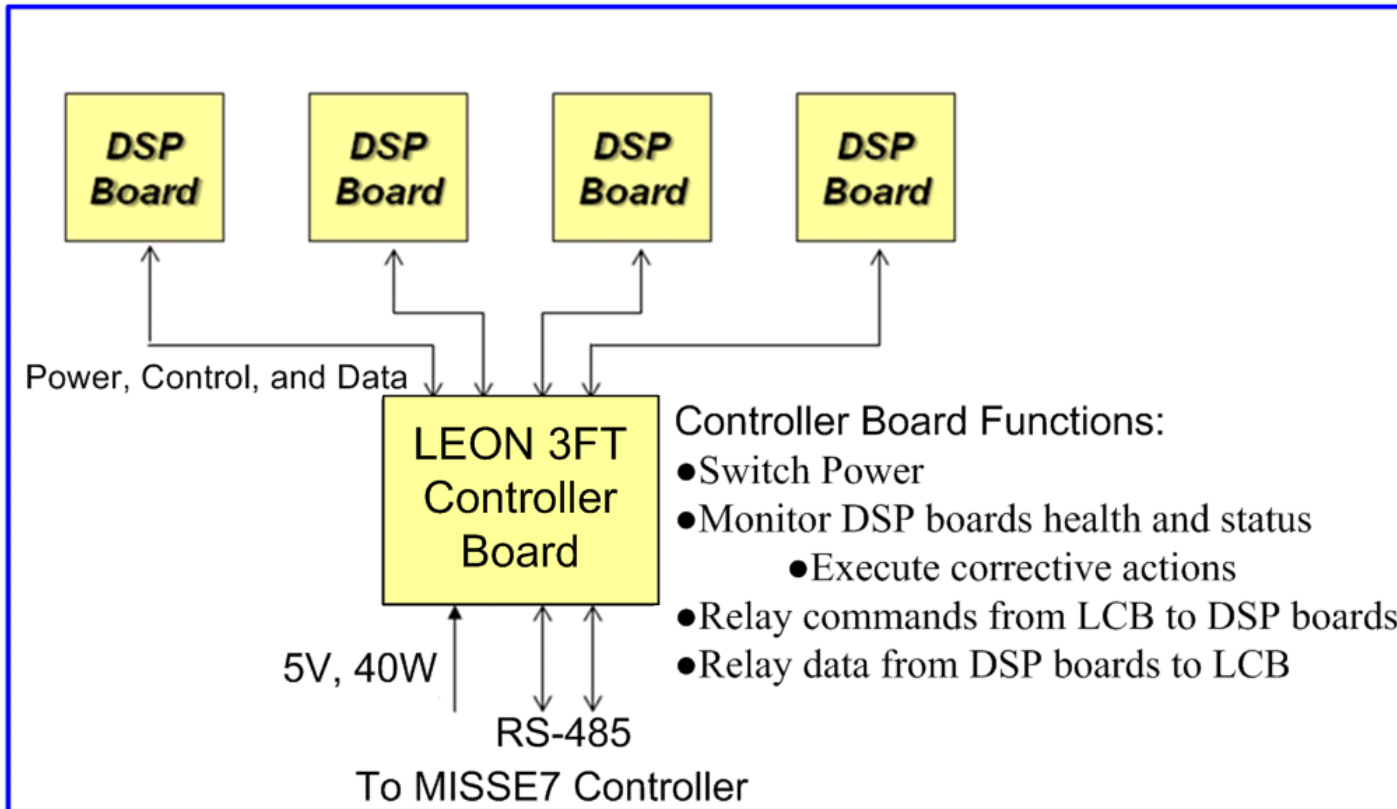 DSP
Board
DSP
Board
DSP
Board
DSP
Board
Power, Control, and Data
LEON 3FT
Controller
Board
Controller Board Functions:
●Switch Power
●Monitor DSP boards health and status
●Execute corrective actions
●Relay commands from LCB to DSP boards
●Relay data from DSP boards to LCB
5V, 40W
RS-485
To MISSE7 Controller